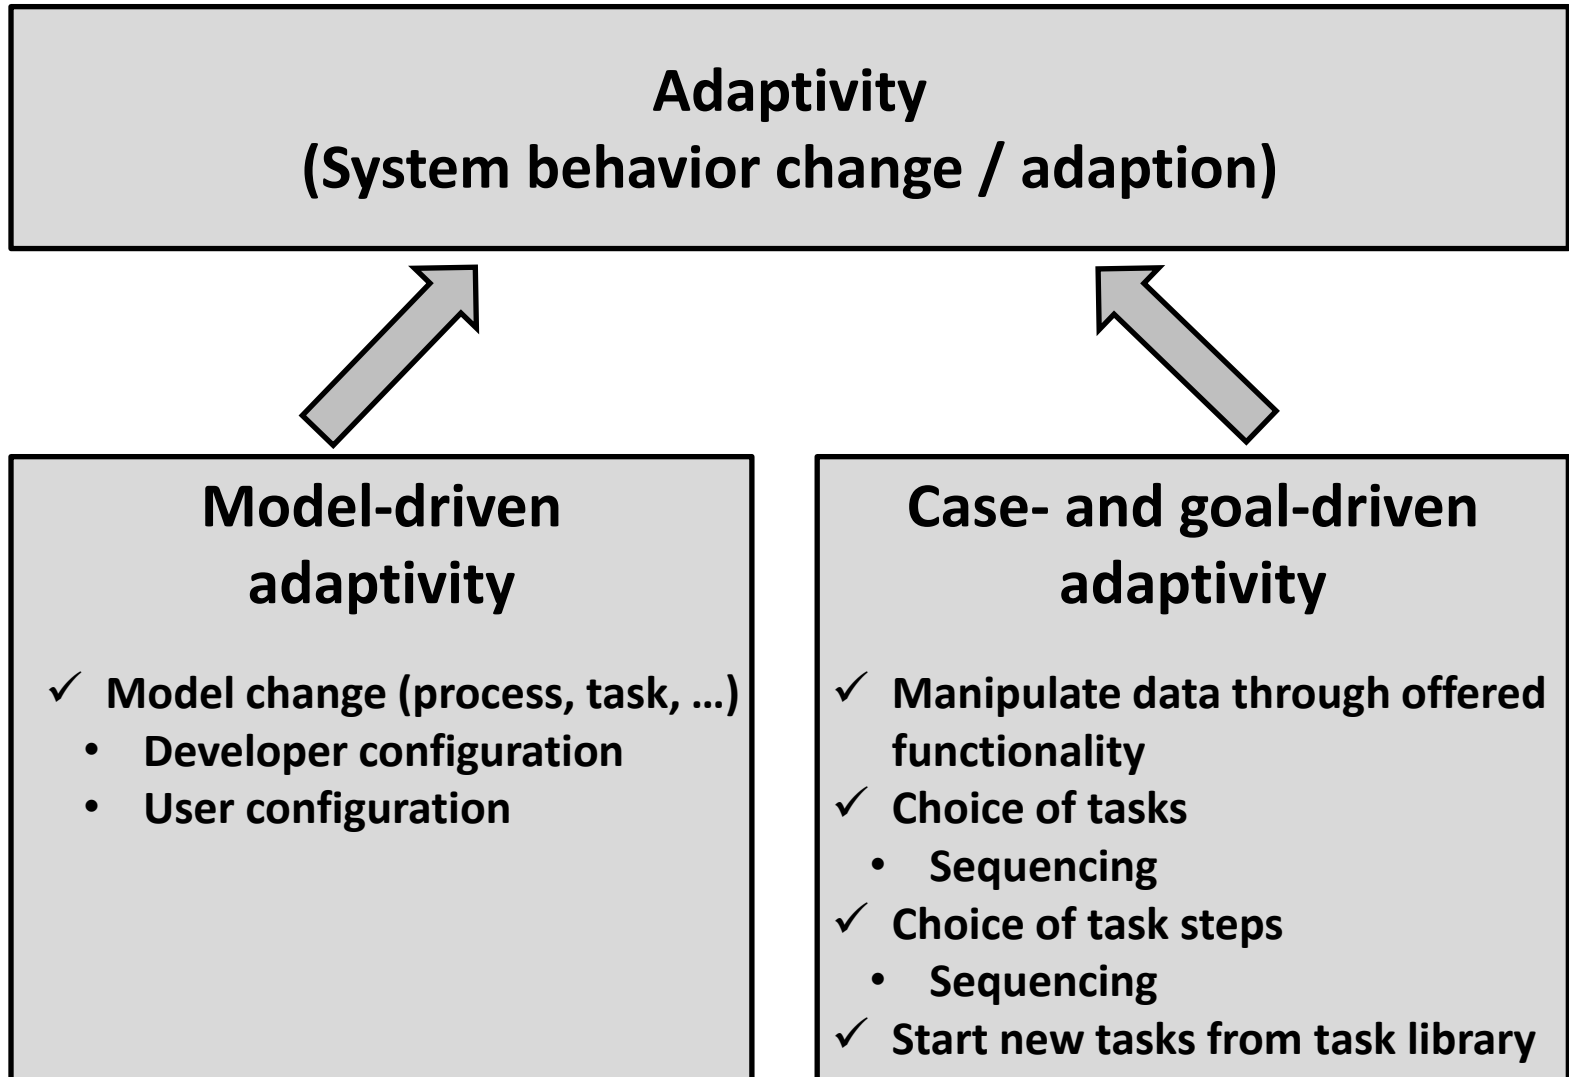 Adaptivity
(System behavior change / adaption)
Model-driven
adaptivity
✓ Model change (process, task, …)
• Developer configuration
• User configuration
Case- and goal-driven
adaptivity
✓ Manipulate data through offered
functionality
✓ Choice of tasks
• Sequencing
✓ Choice of task steps
• Sequencing
✓ Start new tasks from task library